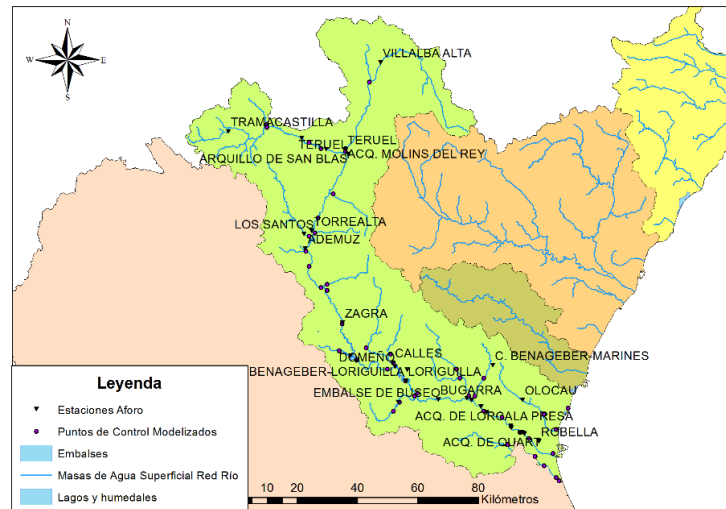 N
W E
S
VILLALBA ALTA
TRAMACASTILLA
TERUEL
TERUEL
ARQUILLO DE SAN BLAS
ACQ. MOLINS DEL REY
LOS SANTOS
TORREALTA
ADEMUZ
ZAGRA
DOMEÑO
CALLES
C. BENAGEBER-MARINES
BENAGEBER-LORIGUILLA
LORIGUILLA
EMBALSE DE BUSEO
BUGARRA
OLOCAU
ACQ. DE LORCA
LA PRESA
ROBELLA
ACQ. DE QUART
Leyenda
Estaciones Aforo
Puntos de Control Modelizados
Embalses
Masas de Agua Superficial Red Río
Lagos y humedales
5 10 20 40 60 80
Kilómetros